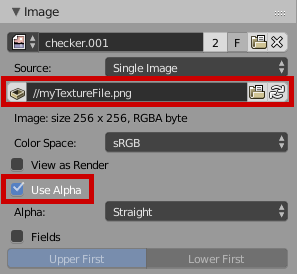 Image
checker.001 2 F
Source: Single Image
//myTextureFile.png
Image: size 256 x 256, RGBA byte
Color Space: sRGB
View as Render
Use Alpha
Alpha: Straight
Fields
Upper First Lower First